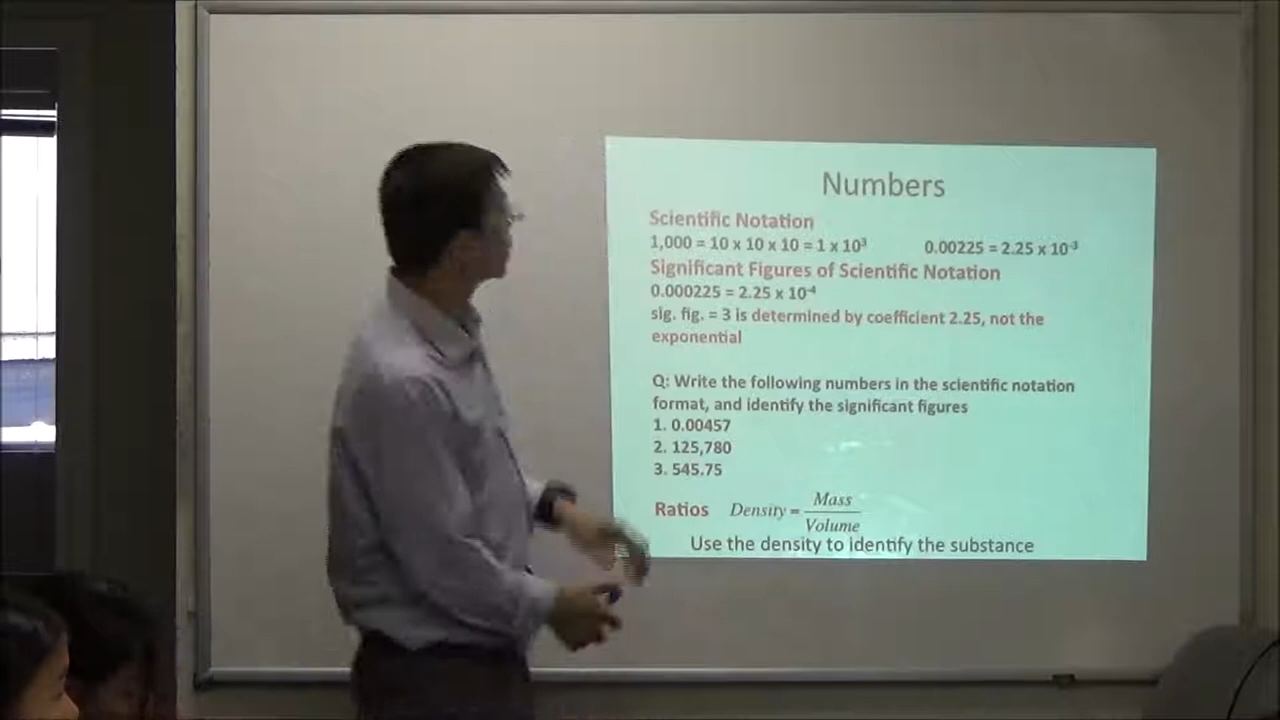 Numbers
Scientific Notation
1,000 = 10 x 10 x 10 = 1 x 10³ 0.00225 = 2.25 x 10⁻³
Significant Figures of Scientific Notation
0.000225 = 2.25 x 10⁻⁴
sig. fig. = 3 is determined by coefficient 2.25, not the
exponential
Q: Write the following numbers in the scientific notation
format, and identify the significant figures
1. 0.00457
2. 125,780
3. 545.75
Ratios Density = Mass / Volume
Use the density to identify the substance